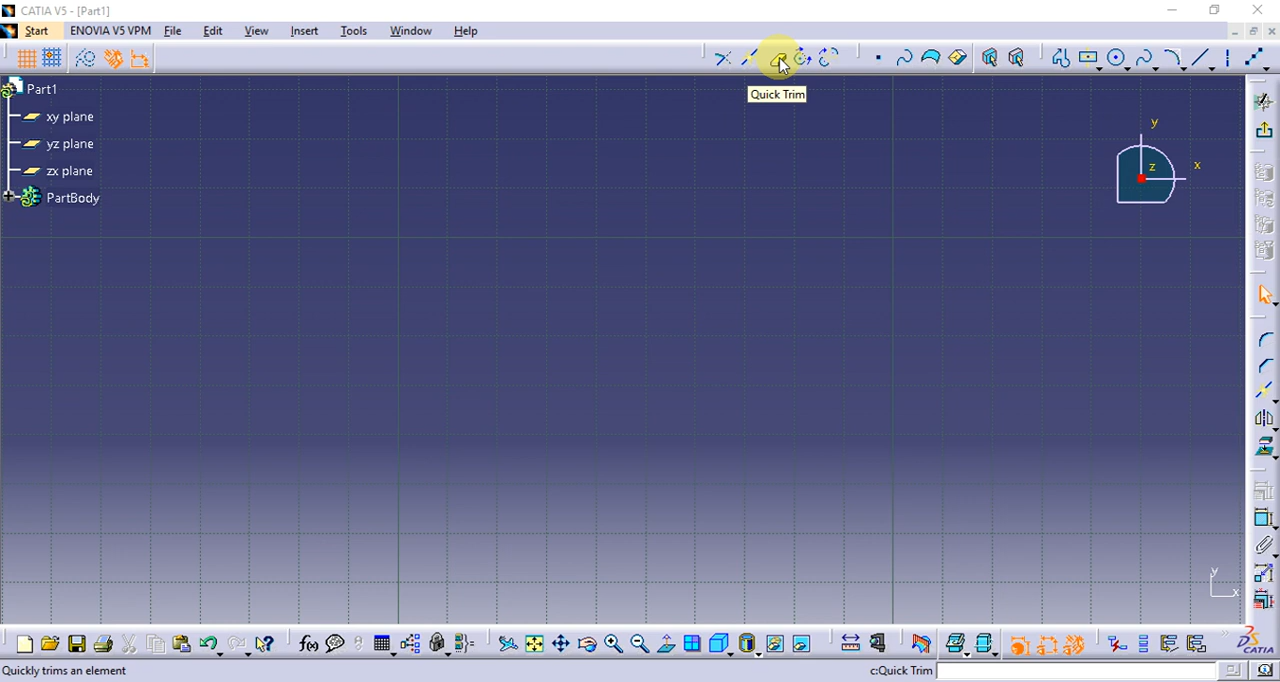 CATIA V5 - [Part1]
Start ENOVIA V5 VPM File Edit View Insert Tools Window Help
Quick Trim
Part1
xy plane
yz plane
zx plane
PartBody
y
z x
y
x
f(x)
CATIA
Quickly trims an element
c:Quick Trim